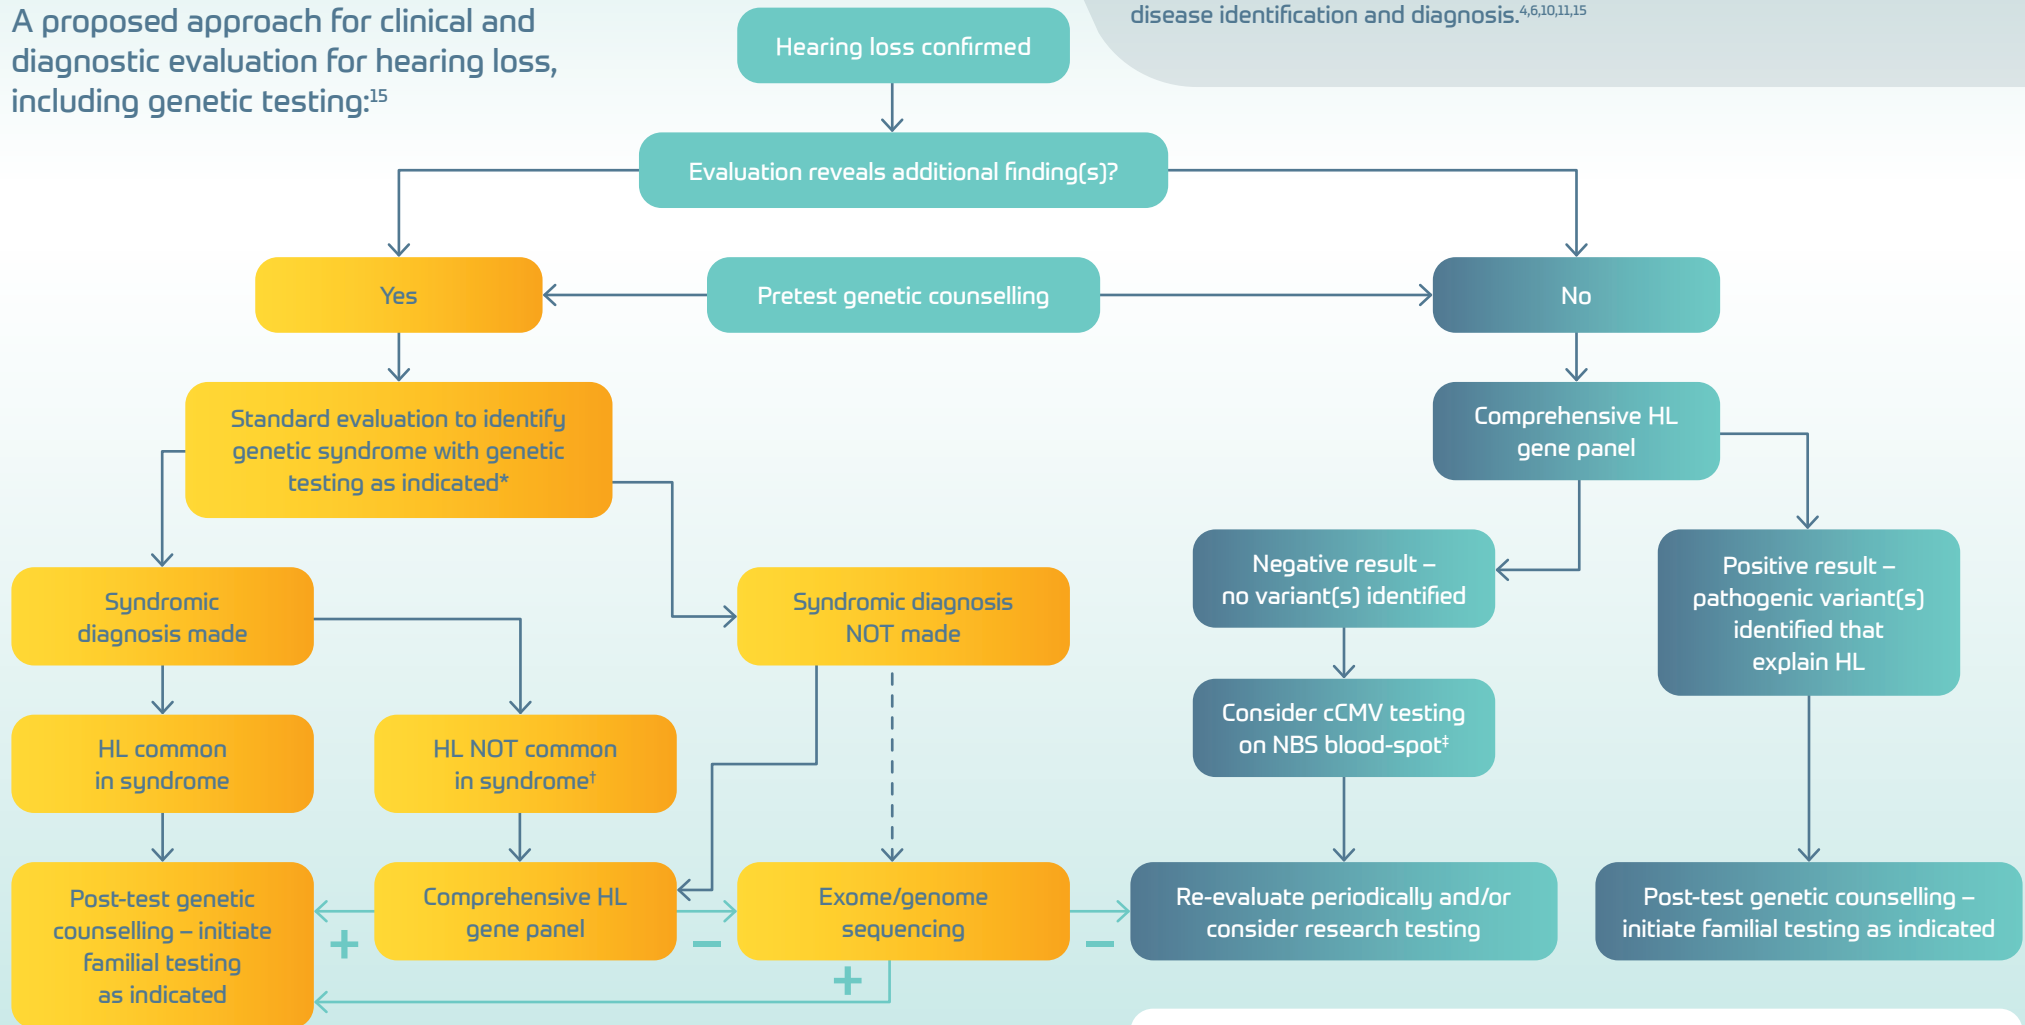 A proposed approach for clinical and
diagnostic evaluation for hearing loss,
including genetic testing:15
disease identification and diagnosis.4,6,10,11,15
Hearing loss confirmed
Evaluation reveals additional finding(s)?
Yes
Pretest genetic counselling
No
Standard evaluation to identify
genetic syndrome with genetic
testing as indicated*
Comprehensive HL
gene panel
Syndromic
diagnosis made
Syndromic diagnosis
NOT made
Negative result –
no variant(s) identified
Positive result –
pathogenic variant(s)
identified that
explain HL
HL common
in syndrome
HL NOT common
in syndrome†
Consider cCMV testing
on NBS blood-spot‡
Post-test genetic
counselling – initiate
familial testing
as indicated
+
Comprehensive HL
gene panel
–
Exome/genome
sequencing
+
–
Re-evaluate periodically and/or
consider research testing
Post-test genetic counselling –
initiate familial testing as indicated